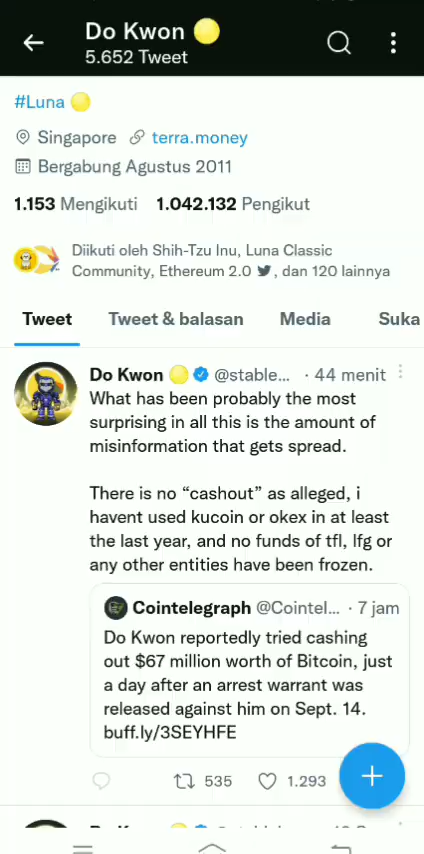 Do Kwon
5.652 Tweet
#Luna
Singapore terra.money
Bergabung Agustus 2011
1.153 Mengikuti 1.042.132 Pengikut
Diikuti oleh Shih-Tzu Inu, Luna Classic
Community, Ethereum 2.0 , dan 120 lainnya
Tweet Tweet & balasan Media Suka
Do Kwon @stable... · 44 menit
What has been probably the most
surprising in all this is the amount of
misinformation that gets spread.
There is no “cashout” as alleged, i
havent used kucoin or okex in at least
the last year, and no funds of tfl, lfg or
any other entities have been frozen.
Cointelegraph @Cointel... · 7 jam
Do Kwon reportedly tried cashing
out $67 million worth of Bitcoin, just
a day after an arrest warrant was
released against him on Sept. 14.
buff.ly/3SEYHFE
535 1.293